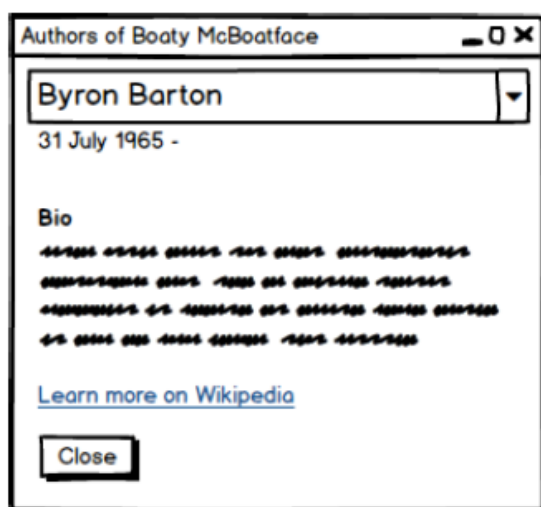 Authors of Boaty McBoatface
Byron Barton
31 July 1965 -
Bio
Learn more on Wikipedia
Close